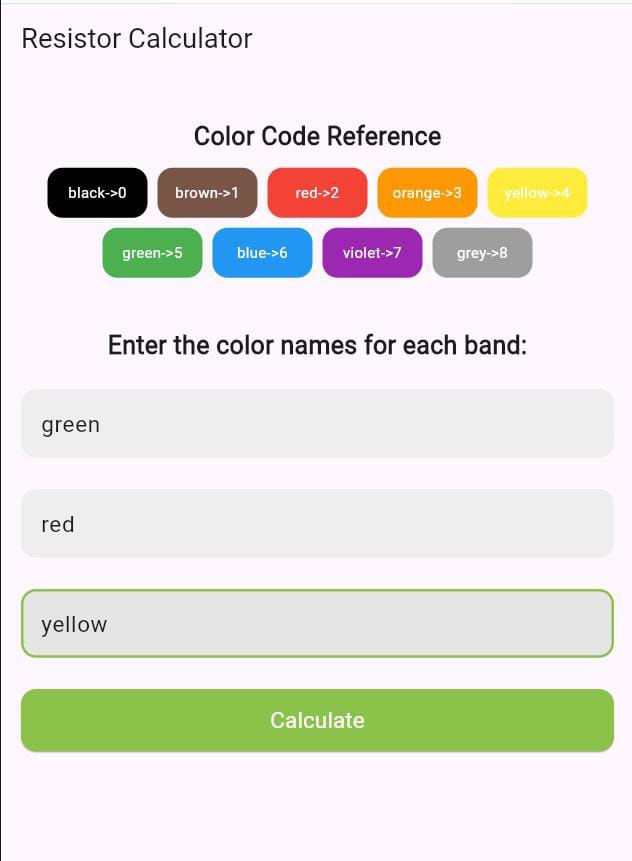 Resistor Calculator
Color Code Reference
black->0 brown->1 red->2 orange->3 yellow->4
green->5 blue->6 violet->7 grey->8
Enter the color names for each band:
green
red
yellow
Calculate